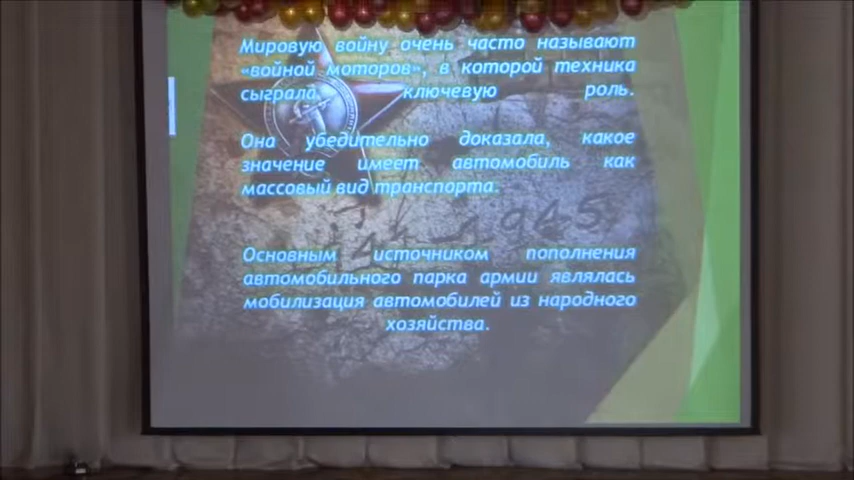 Мировую войну очень часто называют
«войной моторов», в которой техника
сыграла ключевую роль.
Она убедительно доказала, какое
значение имеет автомобиль как
массовый вид транспорта.
1945
Основным источником пополнения
автомобильного парка армии являлась
мобилизация автомобилей из народного
хозяйства.